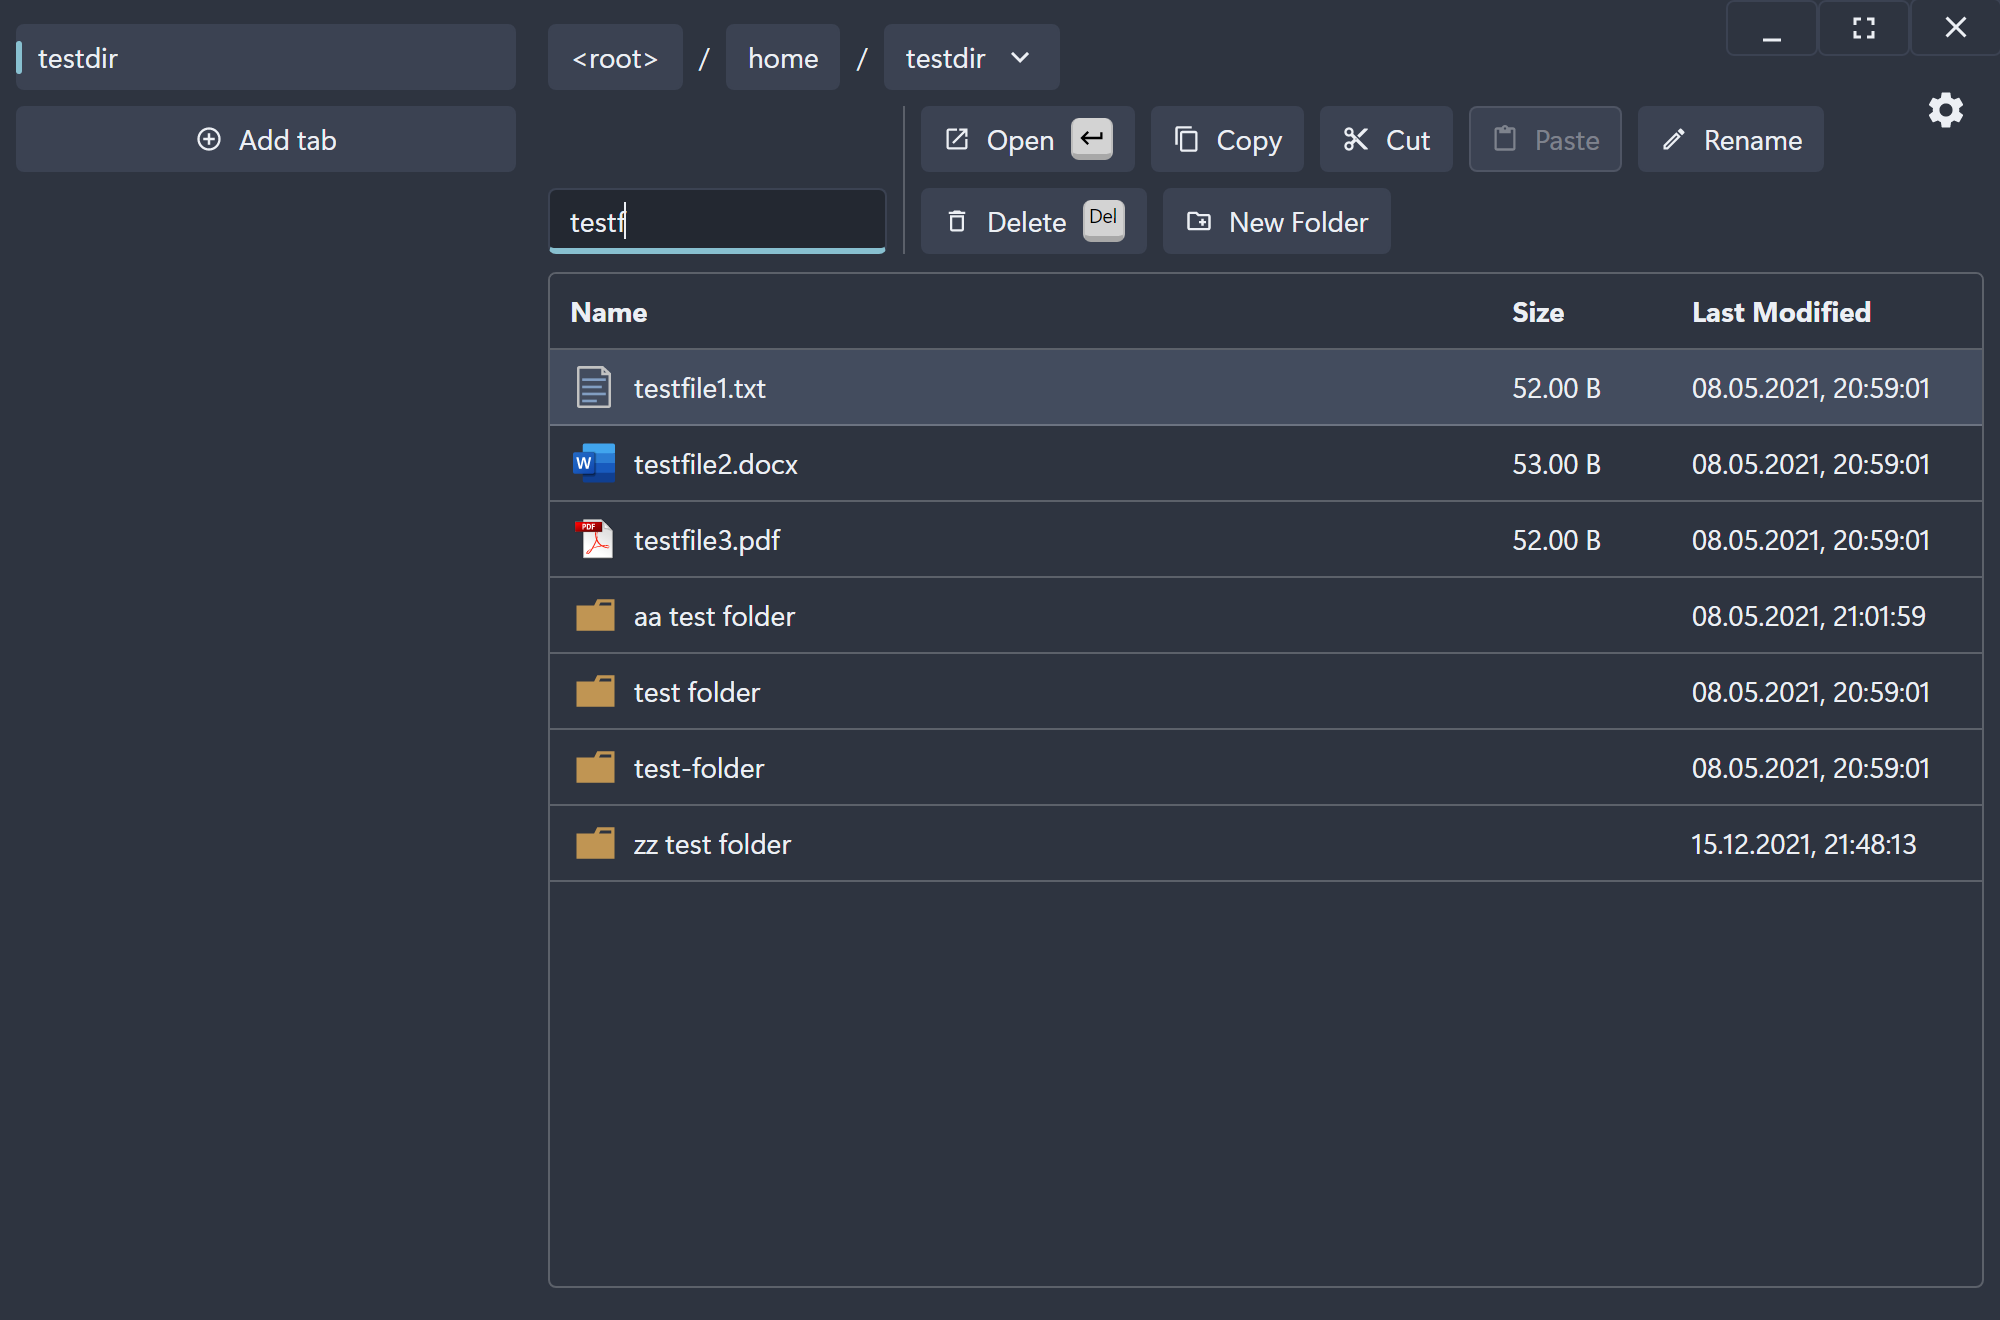 testdir
Add tab
<root> / home / testdir
Open Copy Cut Paste Rename
testf
Delete Del New Folder
Name Size Last Modified
testfile1.txt 52.00 B 08.05.2021, 20:59:01
W testfile2.docx 53.00 B 08.05.2021, 20:59:01
PDF testfile3.pdf 52.00 B 08.05.2021, 20:59:01
aa test folder 08.05.2021, 21:01:59
test folder 08.05.2021, 20:59:01
test-folder 08.05.2021, 20:59:01
zz test folder 15.12.2021, 21:48:13